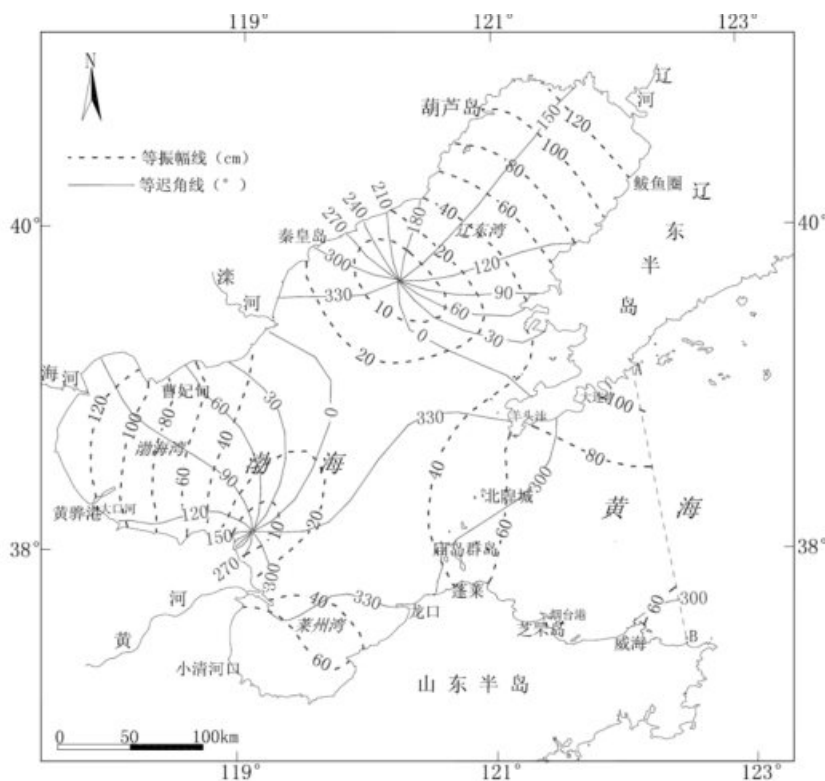 119°
121°
123°
N
等振幅线（cm）
等迟角线（°）
葫芦岛
辽
河
150
120
100
80
60
40
20
10
鲅鱼圈
辽
东
半
岛
辽东湾
40°
40°
210
240
270
300
330
180
秦皇岛
120
90
60
30
0
10
20
滦
河
海河
曹妃甸
120
100
80
60
30
60
40
0
90
渤海湾
渤
海
330
40
羊头洼
A
100
80
300
北隍城
60
黄
海
黄骅港
大口河
120
150
10
20
270
300
38°
38°
庙岛群岛
蓬莱
龙口
330
40
莱州湾
60
黄
河
小清河口
烟台港
芝罘岛
威海
60
300
B
山东半岛
0
50
100km
119°
121°
123°